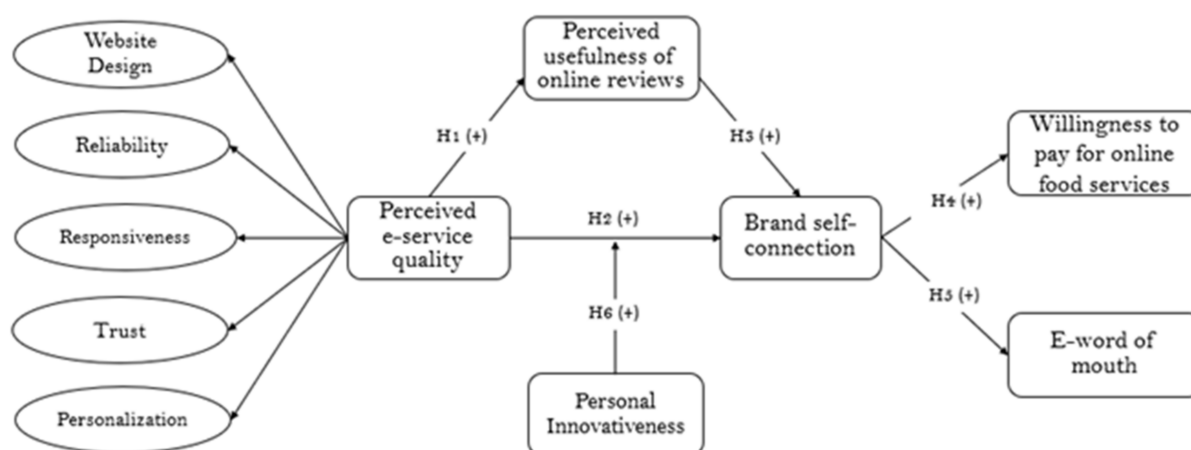 Website
Design
Reliability
Responsiveness
Trust
Personalization
Perceived
e-service
quality
H1 (+)
Perceived
usefulness of
online reviews
H3 (+)
H2 (+)
H6 (+)
Personal
Innovativeness
Brand self-
connection
H4 (+)
H5 (+)
Willingness to
pay for online
food services
E-word of
mouth